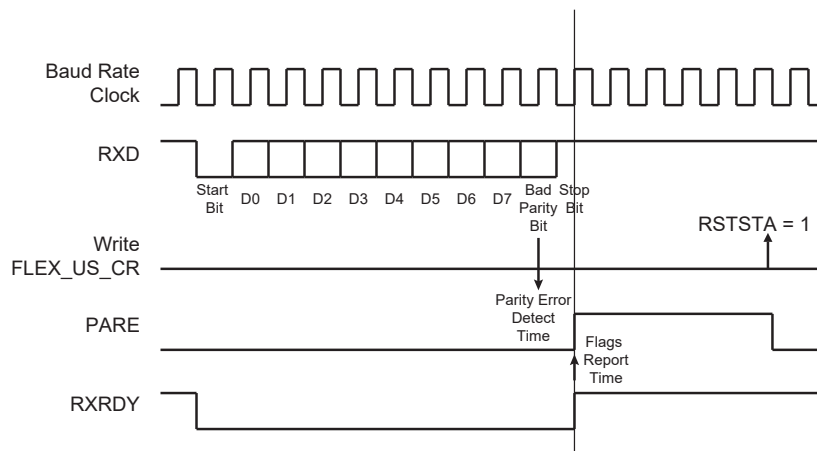 Baud Rate
Clock
RXD
Start
Bit
D0 D1 D2 D3 D4 D5 D6 D7
Bad
Parity
Bit
Stop
Bit
Write
FLEX_US_CR
RSTSTA = 1
Parity Error
Detect
Time
PARE
Flags
Report
Time
RXRDY